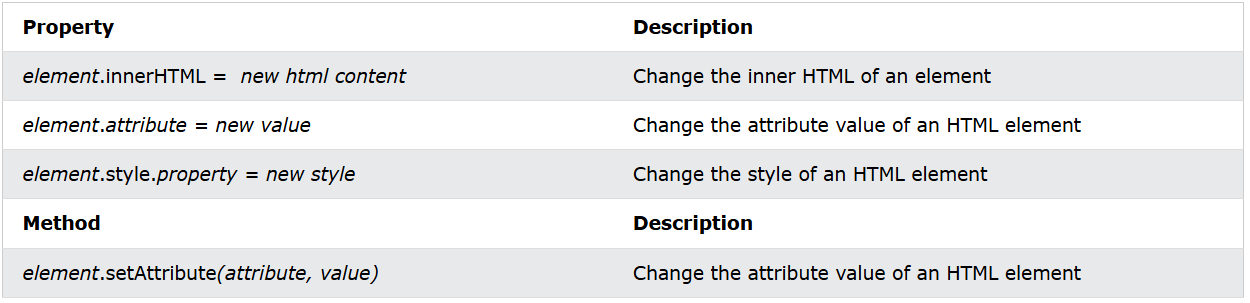 Property Description
element.innerHTML = new html content Change the inner HTML of an element
element.attribute = new value Change the attribute value of an HTML element
element.style.property = new style Change the style of an HTML element
Method Description
element.setAttribute(attribute, value) Change the attribute value of an HTML element